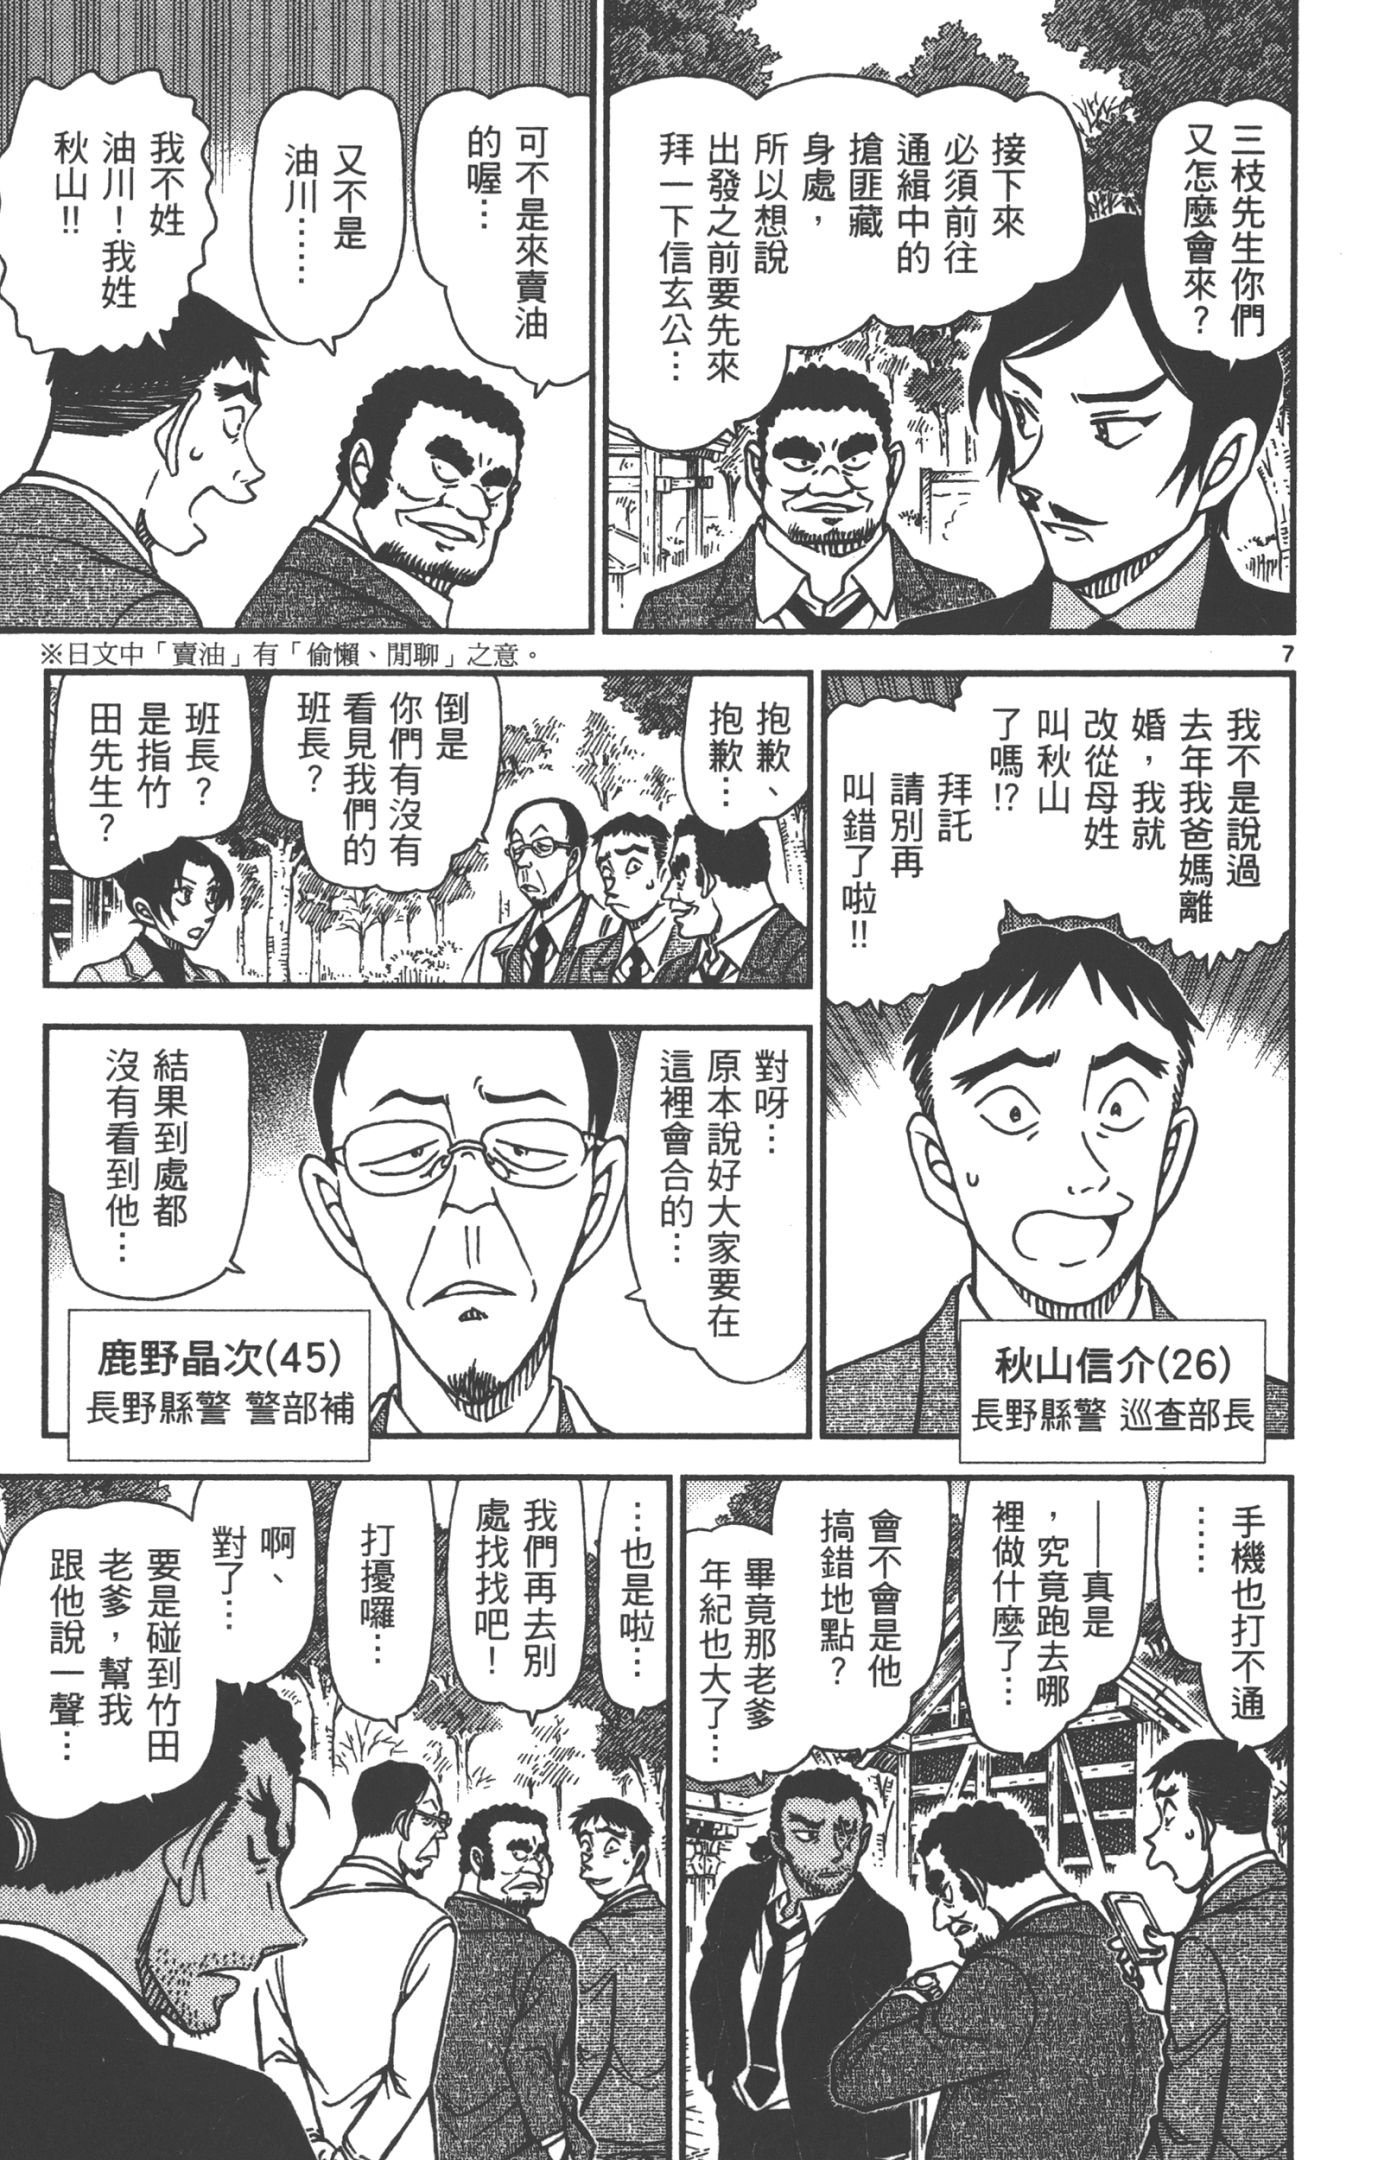 三枝先生你們
又怎麼會來？
接下來
必須前往
通緝中的
搶匪藏
身處，
所以想說
出發之前要先來
拜一下信玄公…
可不是來賣油
的喔…
又不是
油川……
我不姓
油川！我姓
秋山!!
※日文中「賣油」有「偷懶、閒聊」之意。
7
我不是說過
去年我爸媽離
婚，我就
改從母姓
叫秋山
了嗎!?
拜託
請別再
叫錯了啦!!
秋山信介(26)
長野縣警 巡查部長
抱歉、
抱歉…
倒是
你們有沒有
看見我們的
班長？
班長？
是指竹
田先生？
對呀…
原本說好大家要在
這裡會合的…
結果到處都
沒有看到他…
鹿野晶次(45)
長野縣警 警部補
手機也打不通
……
——真是
，究竟跑去哪
裡做什麼了…
會不會是他
搞錯地點？
畢竟那老爹
年紀也大了…
…也是啦…
我們再去別
處找找吧！
打擾囉…
啊、
對了…
要是碰到竹田
老爹，幫我
跟他說一聲…